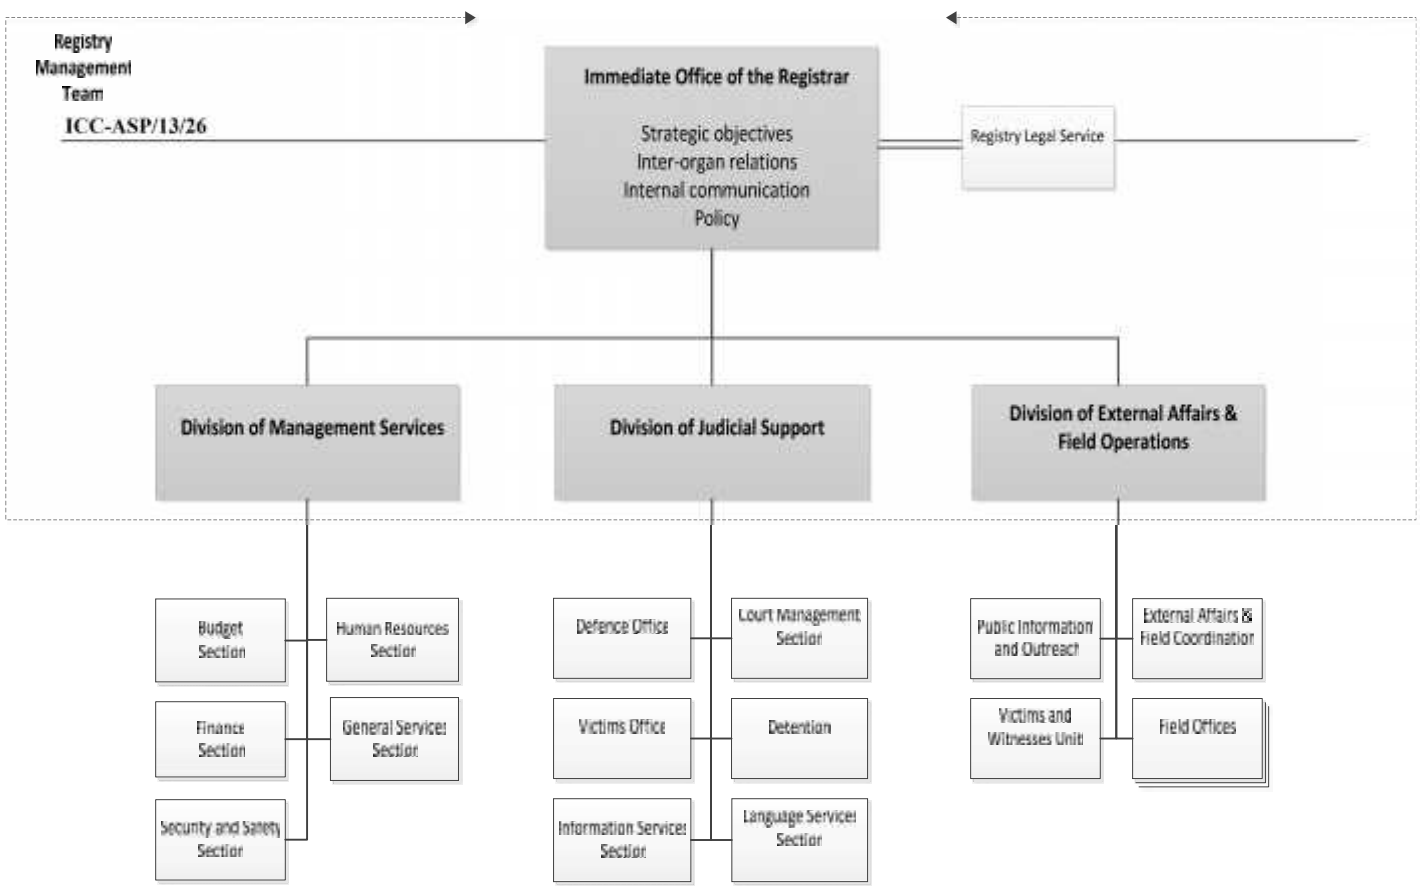 Registry
Management
Team
ICC-ASP/13/26
Immediate Office of the Registrar
Strategic objectives
Inter-organ relations
Internal communication
Policy
Registry Legal Service
Division of Management Services
Division of Judicial Support
Division of External Affairs &
Field Operations
Budget
Section
Human Resources
Section
Finance
Section
General Services
Section
Security and Safety
Section
Defence Office
Court Management
Section
Victims Office
Detention
Information Services
Section
Language Services
Section
Public Information
and Outreach
External Affairs &
Field Coordination
Victims and
Witnesses Unit
Field Offices